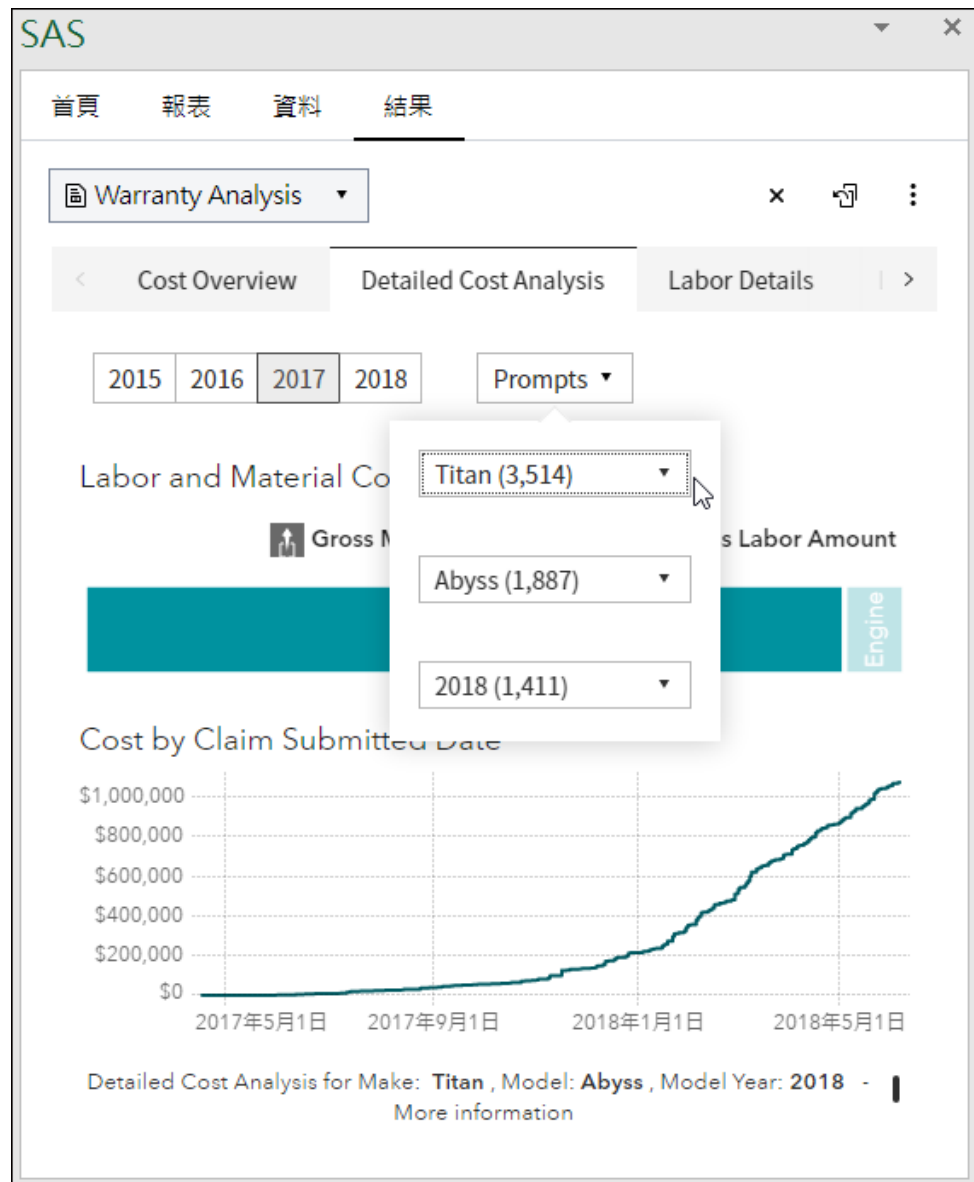 SAS
首頁 報表 資料 結果
Warranty Analysis
Cost Overview Detailed Cost Analysis Labor Details
2015 2016 2017 2018 Prompts
Labor and Material Co
Titan (3,514)
Gross s Labor Amount
Abyss (1,887)
Engine
2018 (1,411)
Cost by Claim Submitted Date
$1,000,000
$800,000
$600,000
$400,000
$200,000
$0
2017年5月1日 2017年9月1日 2018年1月1日 2018年5月1日
Detailed Cost Analysis for Make: Titan , Model: Abyss , Model Year: 2018 -
More information